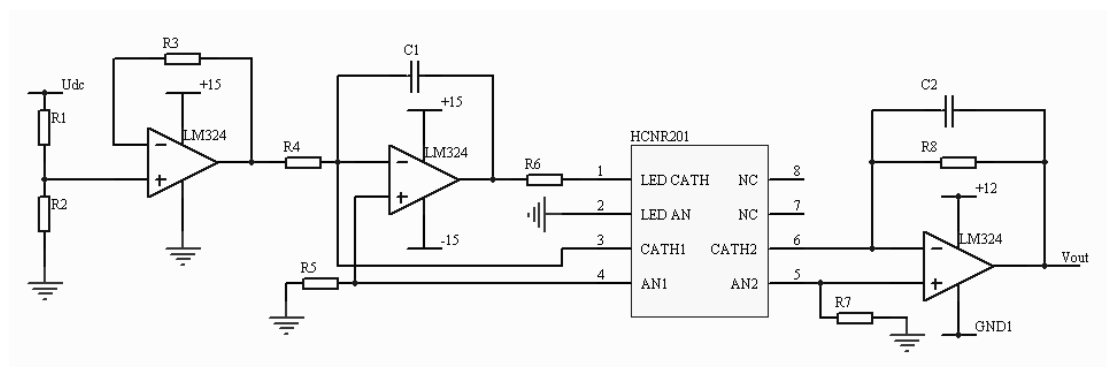 R3
C1
Udc
+15
+15
C2
R1
LM324
LM324
HCNR201
R4
R6
1
LED CATH
NC
8
R8
R2
2
LED AN
NC
7
+12
-15
3
CATH1
CATH2
6
LM324
Vout
R5
4
AN1
AN2
5
R7
GND1